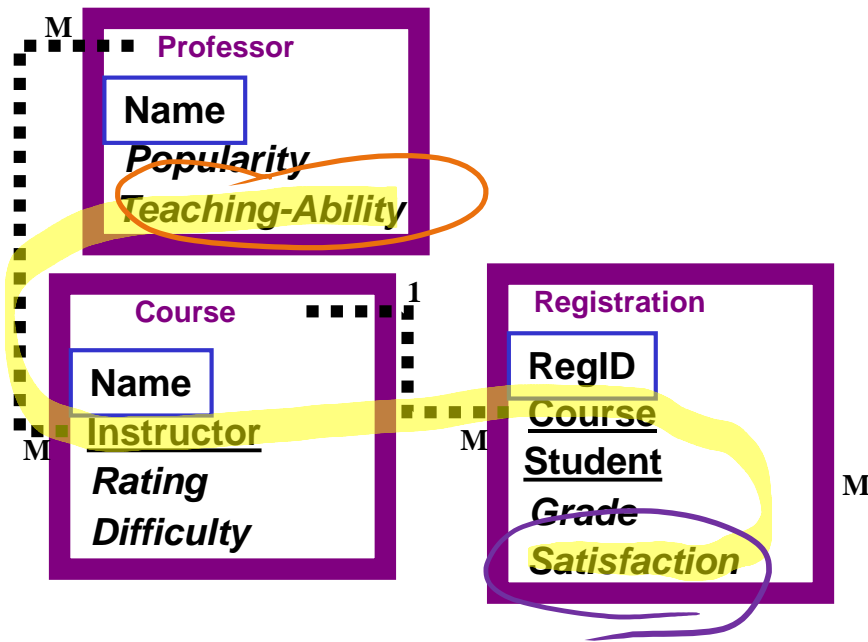 M
Professor
Name
Popularity
Teaching-Ability
Course
1
Name
M
Instructor
Rating
Difficulty
Registration
RegID
M
Course
Student
M
Grade
Satisfaction